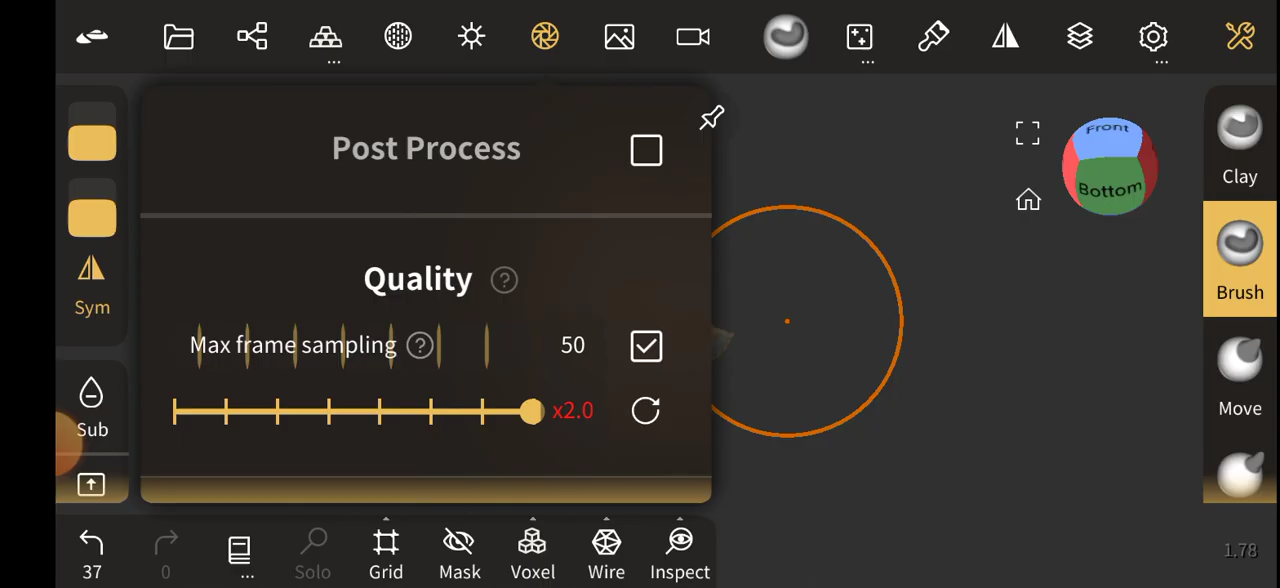 Post Process
Front
Bottom
Clay
Quality ?
Brush
Sym
Max frame sampling ? 50
x2.0
Move
Sub
37
0
...
Solo
Grid
Mask
Voxel
Wire
Inspect
1.78